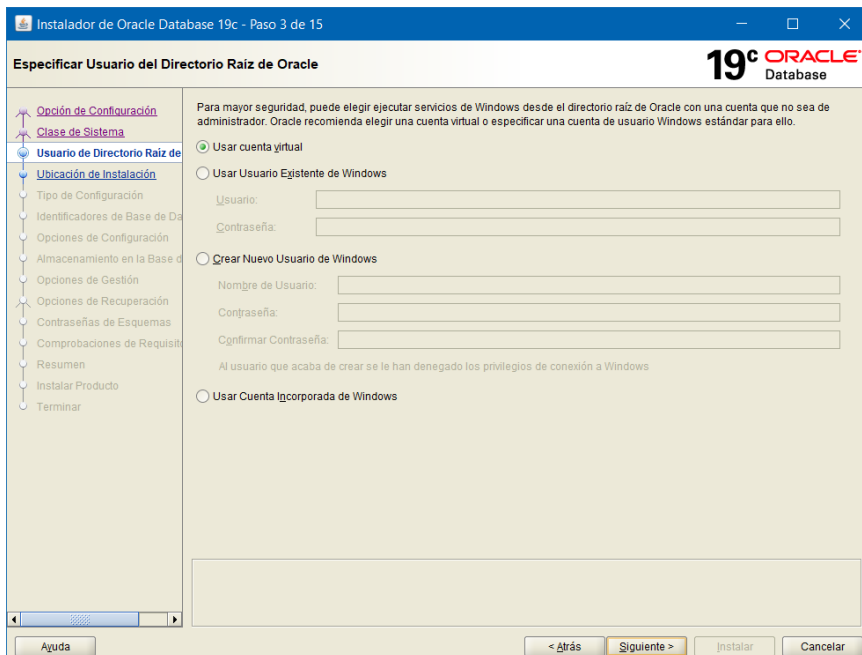 Instalador de Oracle Database 19c - Paso 3 de 15
Especificar Usuario del Directorio Raíz de Oracle
19c ORACLE
Database
Opción de Configuración
Clase de Sistema
Usuario de Directorio Raíz de
Ubicación de Instalación
Tipo de Configuración
Identificadores de Base de Da
Opciones de Configuración
Almacenamiento en la Base d
Opciones de Gestión
Opciones de Recuperación
Contraseñas de Esquemas
Comprobaciones de Requisito
Resumen
Instalar Producto
Terminar
Para mayor seguridad, puede elegir ejecutar servicios de Windows desde el directorio raíz de Oracle con una cuenta que no sea de
administrador. Oracle recomienda elegir una cuenta virtual o especificar una cuenta de usuario Windows estándar para ello.
Usar cuenta virtual
Usar Usuario Existente de Windows
Usuario:
Contraseña:
Crear Nuevo Usuario de Windows
Nombre de Usuario:
Contraseña:
Confirmar Contraseña:
Al usuario que acaba de crear se le han denegado los privilegios de conexión a Windows
Usar Cuenta Incorporada de Windows
Ayuda
< Atrás
Siguiente >
Instalar
Cancelar